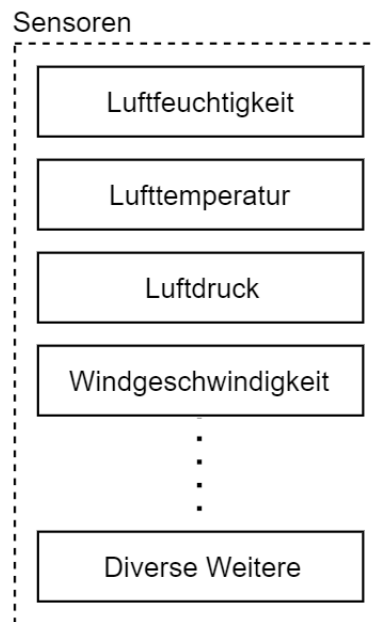 Sensoren
Luftfeuchtigkeit
Lufttemperatur
Luftdruck
Windgeschwindigkeit
Diverse Weitere